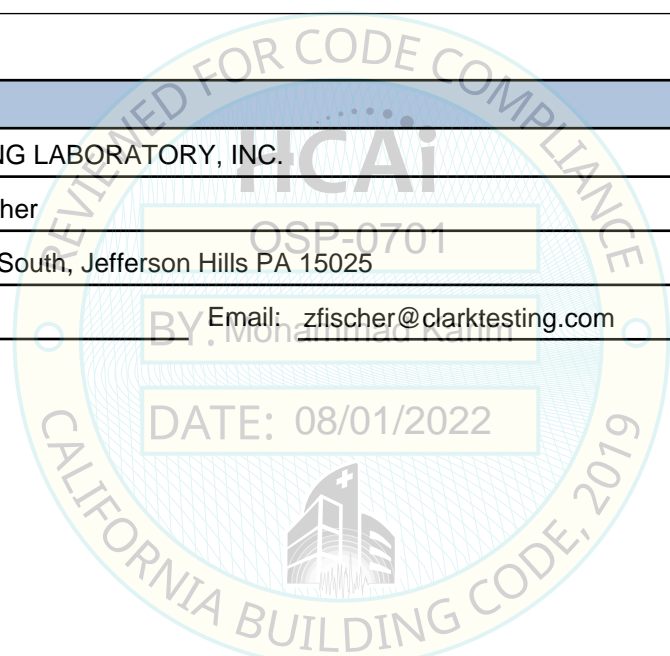 REVIEWED FOR CODE COMPLIANCE
HCAi
NG LABORATORY, INC.
her
OSP-0701
South, Jefferson Hills PA 15025
Email: zfischer@clarktesting.com
BY: Mohammad Karim
DATE: 08/01/2022
CALIFORNIA BUILDING CODE, 2019